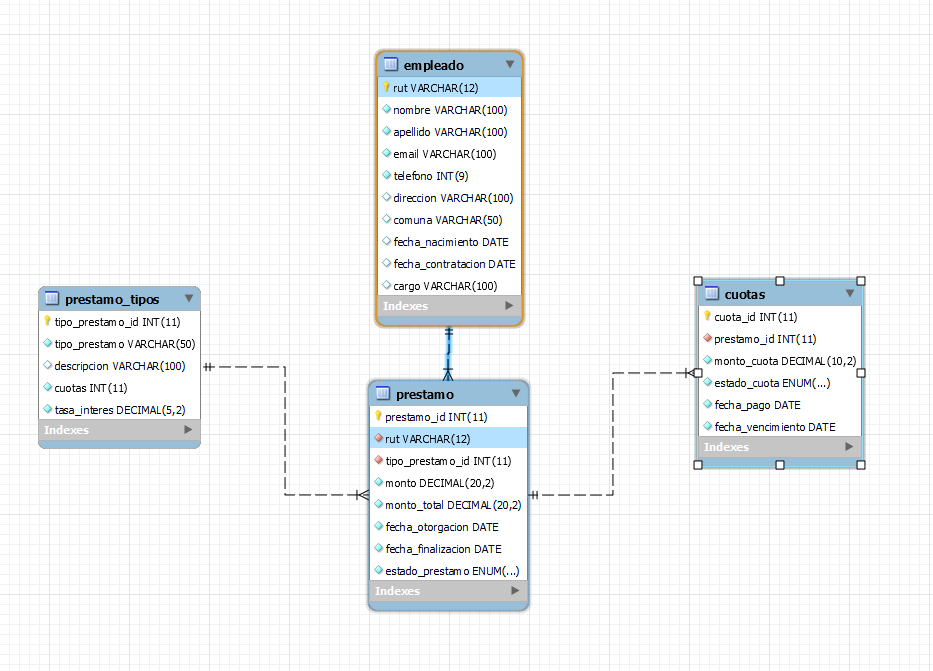 empleado
rut VARCHAR(12)
nombre VARCHAR(100)
apellido VARCHAR(100)
email VARCHAR(100)
telefono INT(9)
direccion VARCHAR(100)
comuna VARCHAR(50)
fecha_nacimiento DATE
fecha_contratacion DATE
cargo VARCHAR(100)
Indexes
prestamo_tipos
tipo_prestamo_id INT(11)
tipo_prestamo VARCHAR(50)
descripcion VARCHAR(100)
cuotas INT(11)
tasa_interes DECIMAL(5,2)
Indexes
prestamo
prestamo_id INT(11)
rut VARCHAR(12)
tipo_prestamo_id INT(11)
monto DECIMAL(20,2)
monto_total DECIMAL(20,2)
fecha_otorgacion DATE
fecha_finalizacion DATE
estado_prestamo ENUM(...)
Indexes
cuotas
cuota_id INT(11)
prestamo_id INT(11)
monto_cuota DECIMAL(10,2)
estado_cuota ENUM(...)
fecha_pago DATE
fecha_vencimiento DATE
Indexes